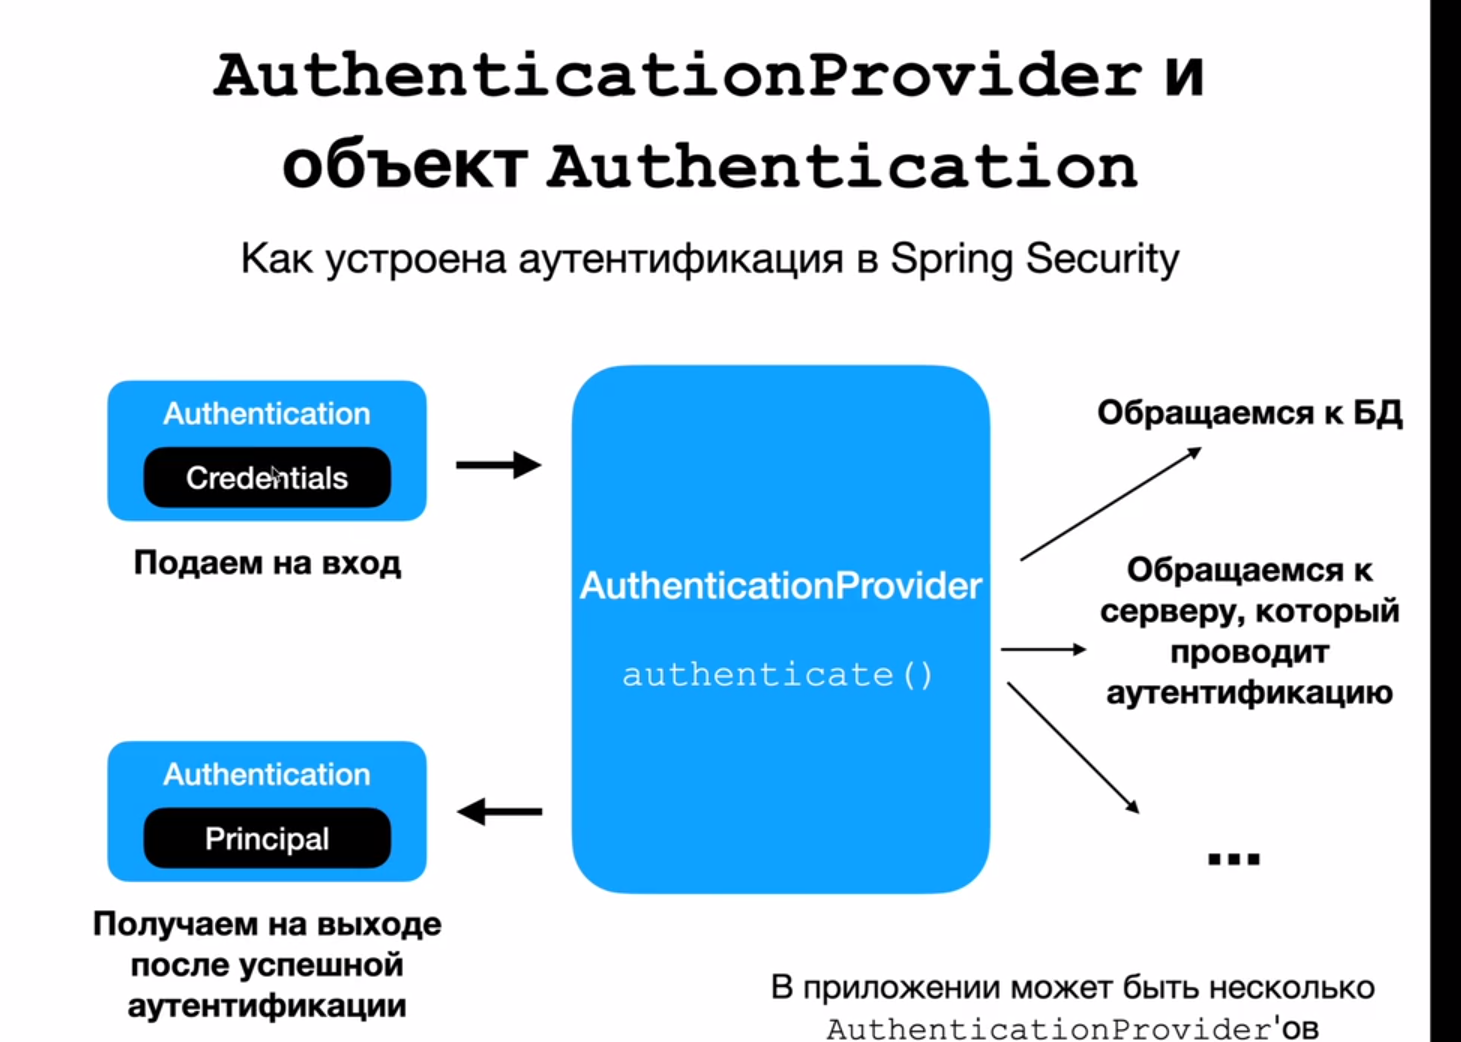 AuthenticationProvider и
объект Authentication
Как устроена аутентификация в Spring Security
Authentication
Credentials
Подаем на вход
AuthenticationProvider
authenticate()
Обращаемся к БД
Обращаемся к
серверу, который
проводит
аутентификацию
...
Authentication
Principal
Получаем на выходе
после успешной
аутентификации
В приложении может быть несколько
AuthenticationProvider'ов